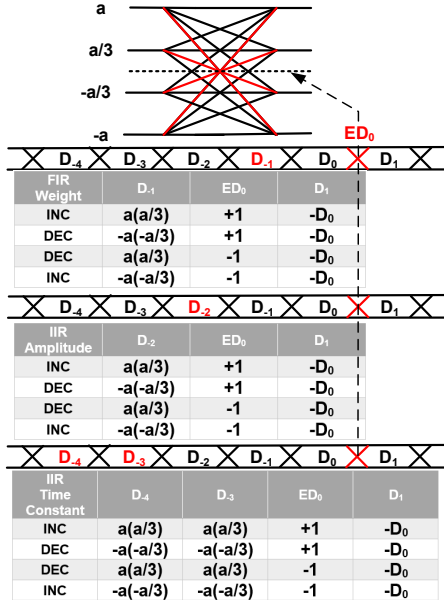 a
a/3
-a/3
-a
ED₀
D₋₄ D₋₃ D₋₂ D₋₁ D₀ D₁
FIR Weight D₋₁ ED₀ D₁
INC a(a/3) +1 -D₀
DEC -a(-a/3) +1 -D₀
DEC a(a/3) -1 -D₀
INC -a(-a/3) -1 -D₀
D₋₄ D₋₃ D₋₂ D₋₁ D₀ D₁
IIR Amplitude D₋₂ ED₀ D₁
INC a(a/3) +1 -D₀
DEC -a(-a/3) +1 -D₀
DEC a(a/3) -1 -D₀
INC -a(-a/3) -1 -D₀
D₋₄ D₋₃ D₋₂ D₋₁ D₀ D₁
IIR Time Constant D₋₄ D₋₃ ED₀ D₁
INC a(a/3) a(a/3) +1 -D₀
DEC -a(-a/3) -a(-a/3) +1 -D₀
DEC a(a/3) a(a/3) -1 -D₀
INC -a(-a/3) -a(-a/3) -1 -D₀